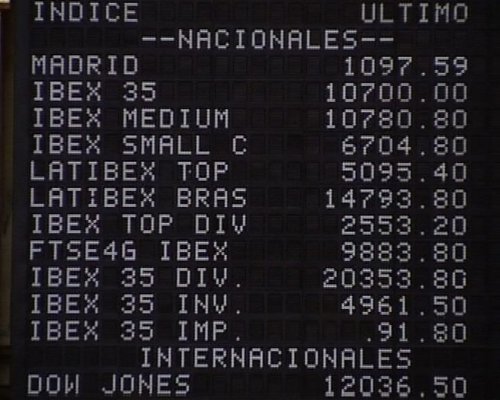 INDICE ULTIMO
--NACIONALES--
MADRID 1097.59
IBEX 35 10700.00
IBEX MEDIUM 10780.80
IBEX SMALL C 6704.80
LATIBEX TOP 5095.40
LATIBEX BRAS 14793.80
IBEX TOP DIV 2553.20
FTSE4G IBEX 9883.80
IBEX 35 DIV. 20353.80
IBEX 35 INV. 4961.50
IBEX 35 IMP. .91.80
INTERNACIONALES
DOW JONES 12036.50